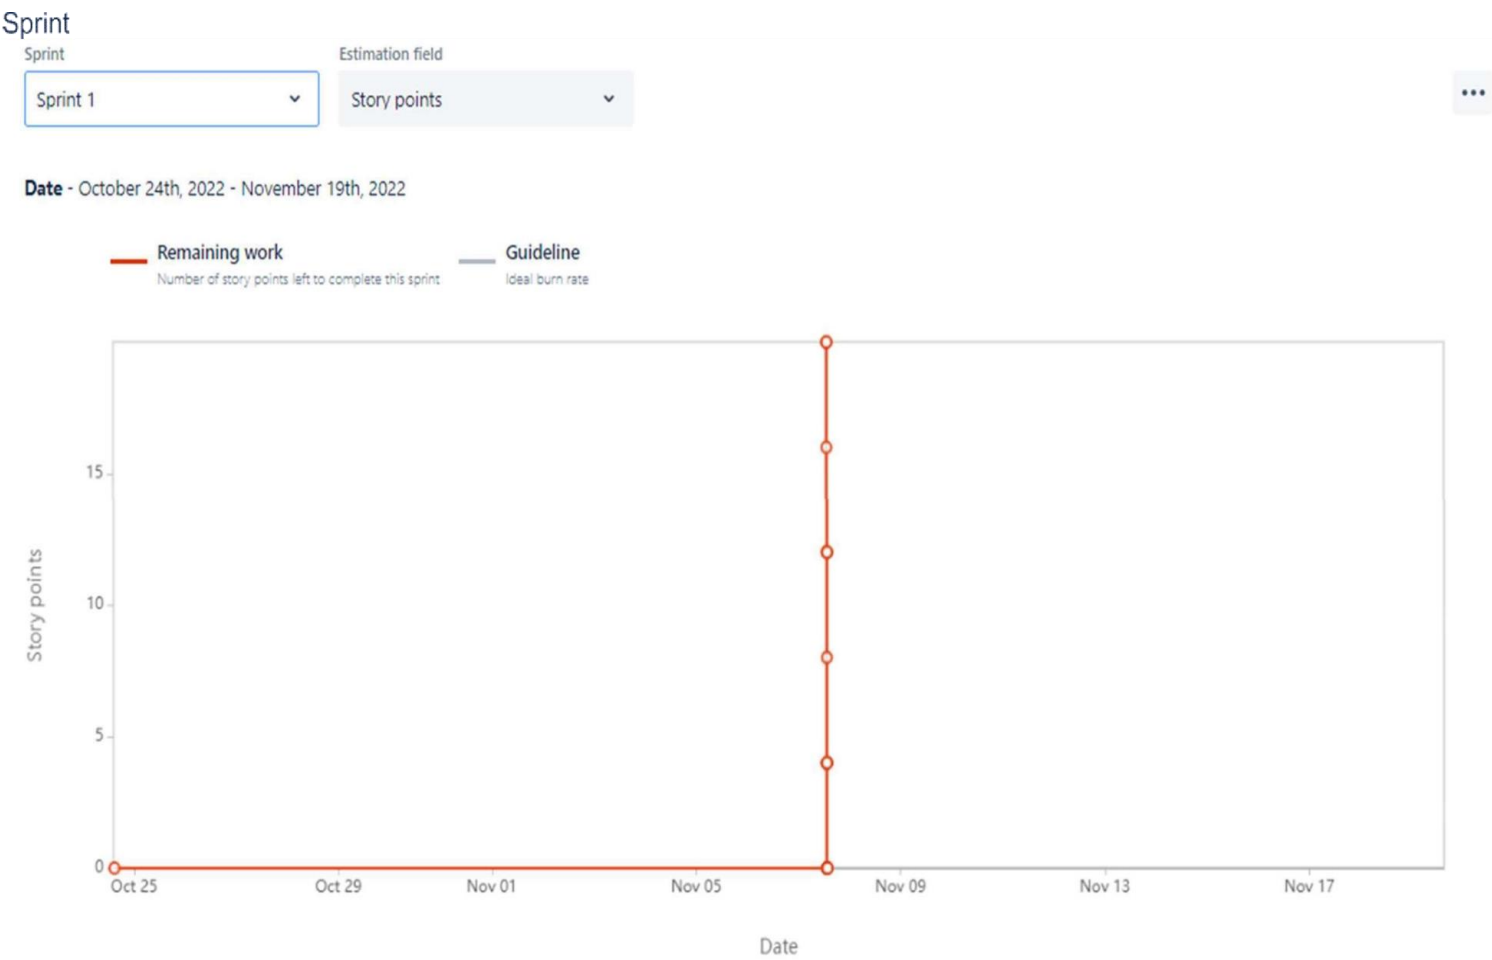 Sprint
Sprint Estimation field
Sprint 1 Story points
Date - October 24th, 2022 - November 19th, 2022
Remaining work Guideline
Number of story points left to complete this sprint Ideal burn rate
15
10
5
0
Story points
Oct 25 Oct 29 Nov 01 Nov 05 Nov 09 Nov 13 Nov 17
Date